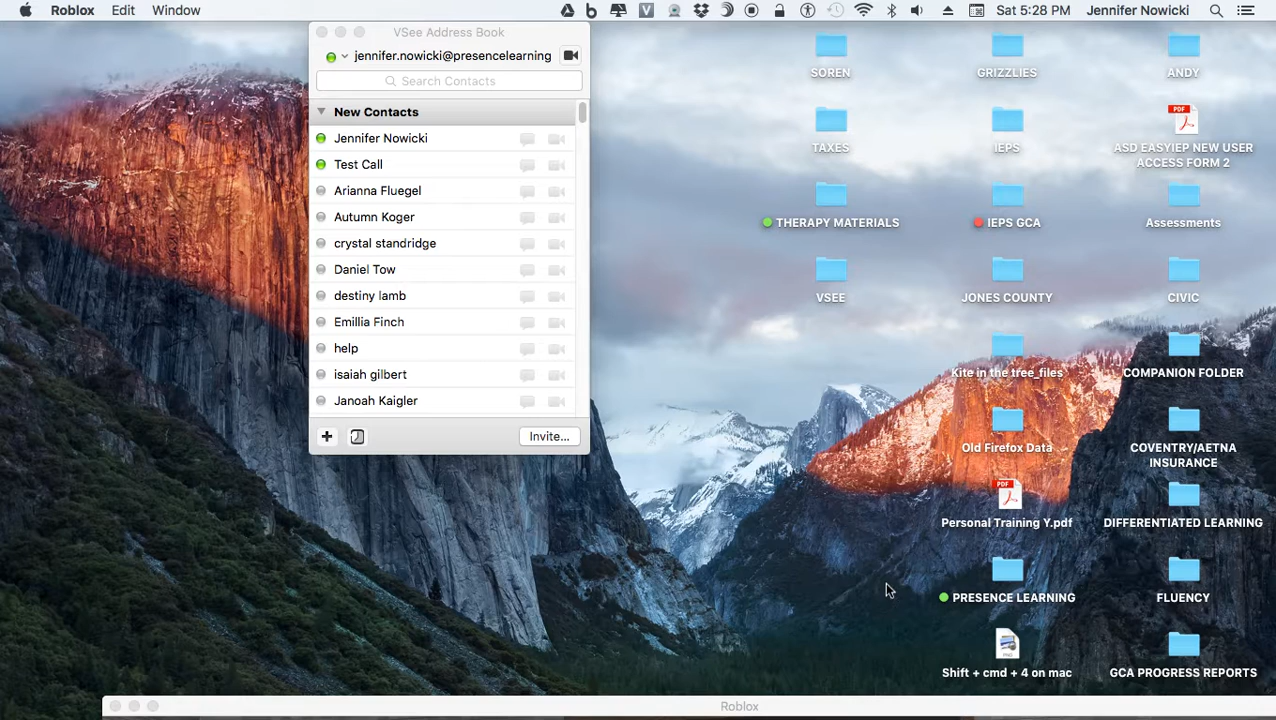 Roblox Edit Window
Sat 5:28 PM Jennifer Nowicki
VSee Address Book
jennifer.nowicki@presencelearning
Search Contacts
New Contacts
Jennifer Nowicki
Test Call
Arianna Fluegel
Autumn Koger
crystal standridge
Daniel Tow
destiny lamb
Emillia Finch
help
isaiah gilbert
Janoah Kaigler
Invite...
SOREN
GRIZZLIES
ANDY
TAXES
IEPS
PDF
ASD EASYIEP NEW USER
ACCESS FORM 2
THERAPY MATERIALS
IEPS GCA
Assessments
VSEE
JONES COUNTY
CIVIC
Kite in the tree_files
COMPANION FOLDER
Old Firefox Data
COVENTRY/AETNA
INSURANCE
PDF
Personal Training Y.pdf
DIFFERENTIATED LEARNING
PRESENCE LEARNING
FLUENCY
Shift + cmd + 4 on mac
GCA PROGRESS REPORTS
Roblox